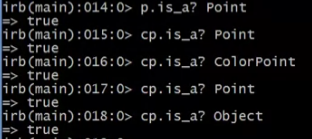 irb(main):014:0> p.is_a? Point
=> true
irb(main):015:0> cp.is_a? Point
=> true
irb(main):016:0> cp.is_a? ColorPoint
=> true
irb(main):017:0> cp.is_a? Point
=> true
irb(main):018:0> cp.is_a? Object
=> true